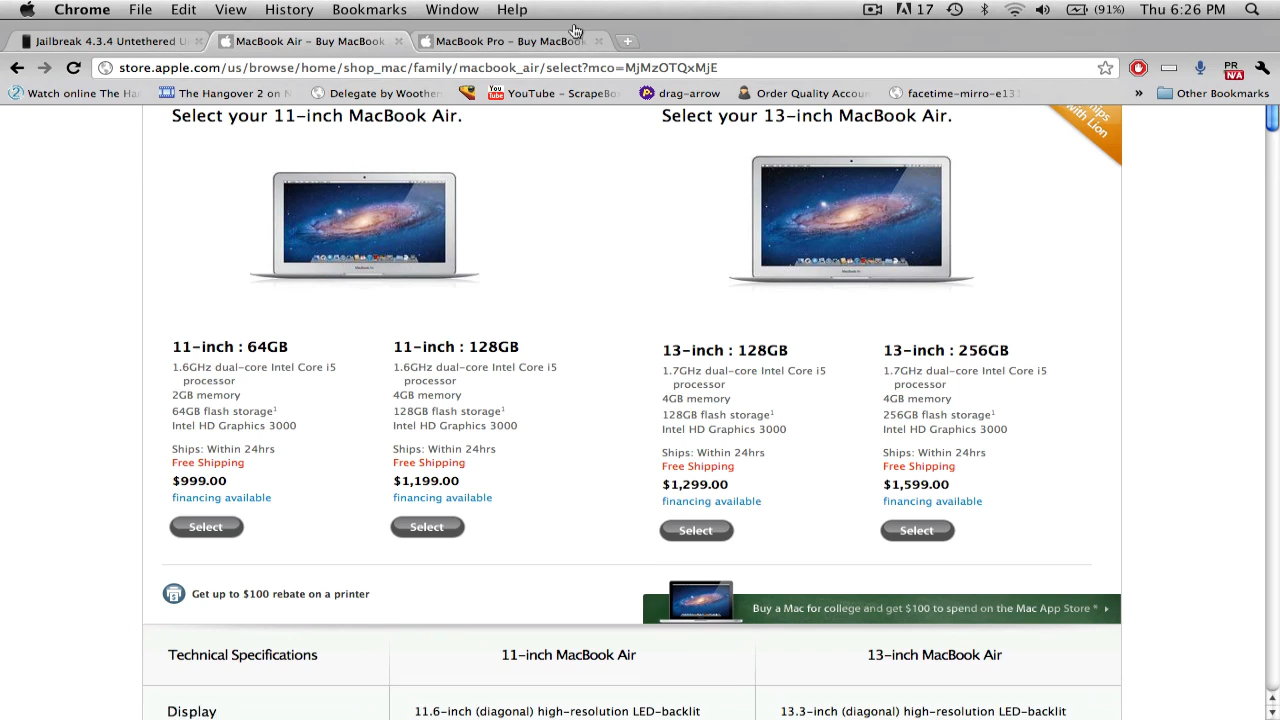 Chrome File Edit View History Bookmarks Window Help 17 (91%) Thu 6:26 PM
Jailbreak 4.3.4 Untethered MacBook Air – Buy MacBook MacBook Pro – Buy MacBook
store.apple.com/us/browse/home/shop_mac/family/macbook_air/select?mco=MjMzOTQxMjE PR N/A
Watch online The Ha The Hangover 2 on Delegate by Woothem You Tube YouTube – ScrapeBo drag-arrow Order Quality Accou facetime-mirro-e131 » Other Bookmarks
Select your 11-inch MacBook Air. Select your 13-inch MacBook Air.
with Lion
MacBook Air MacBook Air
11-inch : 64GB 11-inch : 128GB 13-inch : 128GB 13-inch : 256GB
1.6GHz dual-core Intel Core i5 1.6GHz dual-core Intel Core i5 1.7GHz dual-core Intel Core i5 1.7GHz dual-core Intel Core i5
processor processor processor processor
2GB memory 4GB memory 4GB memory 4GB memory
64GB flash storage1 128GB flash storage1 128GB flash storage1 256GB flash storage1
Intel HD Graphics 3000 Intel HD Graphics 3000 Intel HD Graphics 3000 Intel HD Graphics 3000
Ships: Within 24hrs Ships: Within 24hrs Ships: Within 24hrs Ships: Within 24hrs
Free Shipping Free Shipping Free Shipping Free Shipping
$999.00 $1,199.00 $1,299.00 $1,599.00
financing available financing available financing available financing available
Select Select Select Select
Get up to $100 rebate on a printer
Buy a Mac for college and get $100 to spend on the Mac App Store *
Technical Specifications 11-inch MacBook Air 13-inch MacBook Air
Display 11.6-inch (diagonal) high-resolution LED-backlit 13.3-inch (diagonal) high-resolution LED-backlit